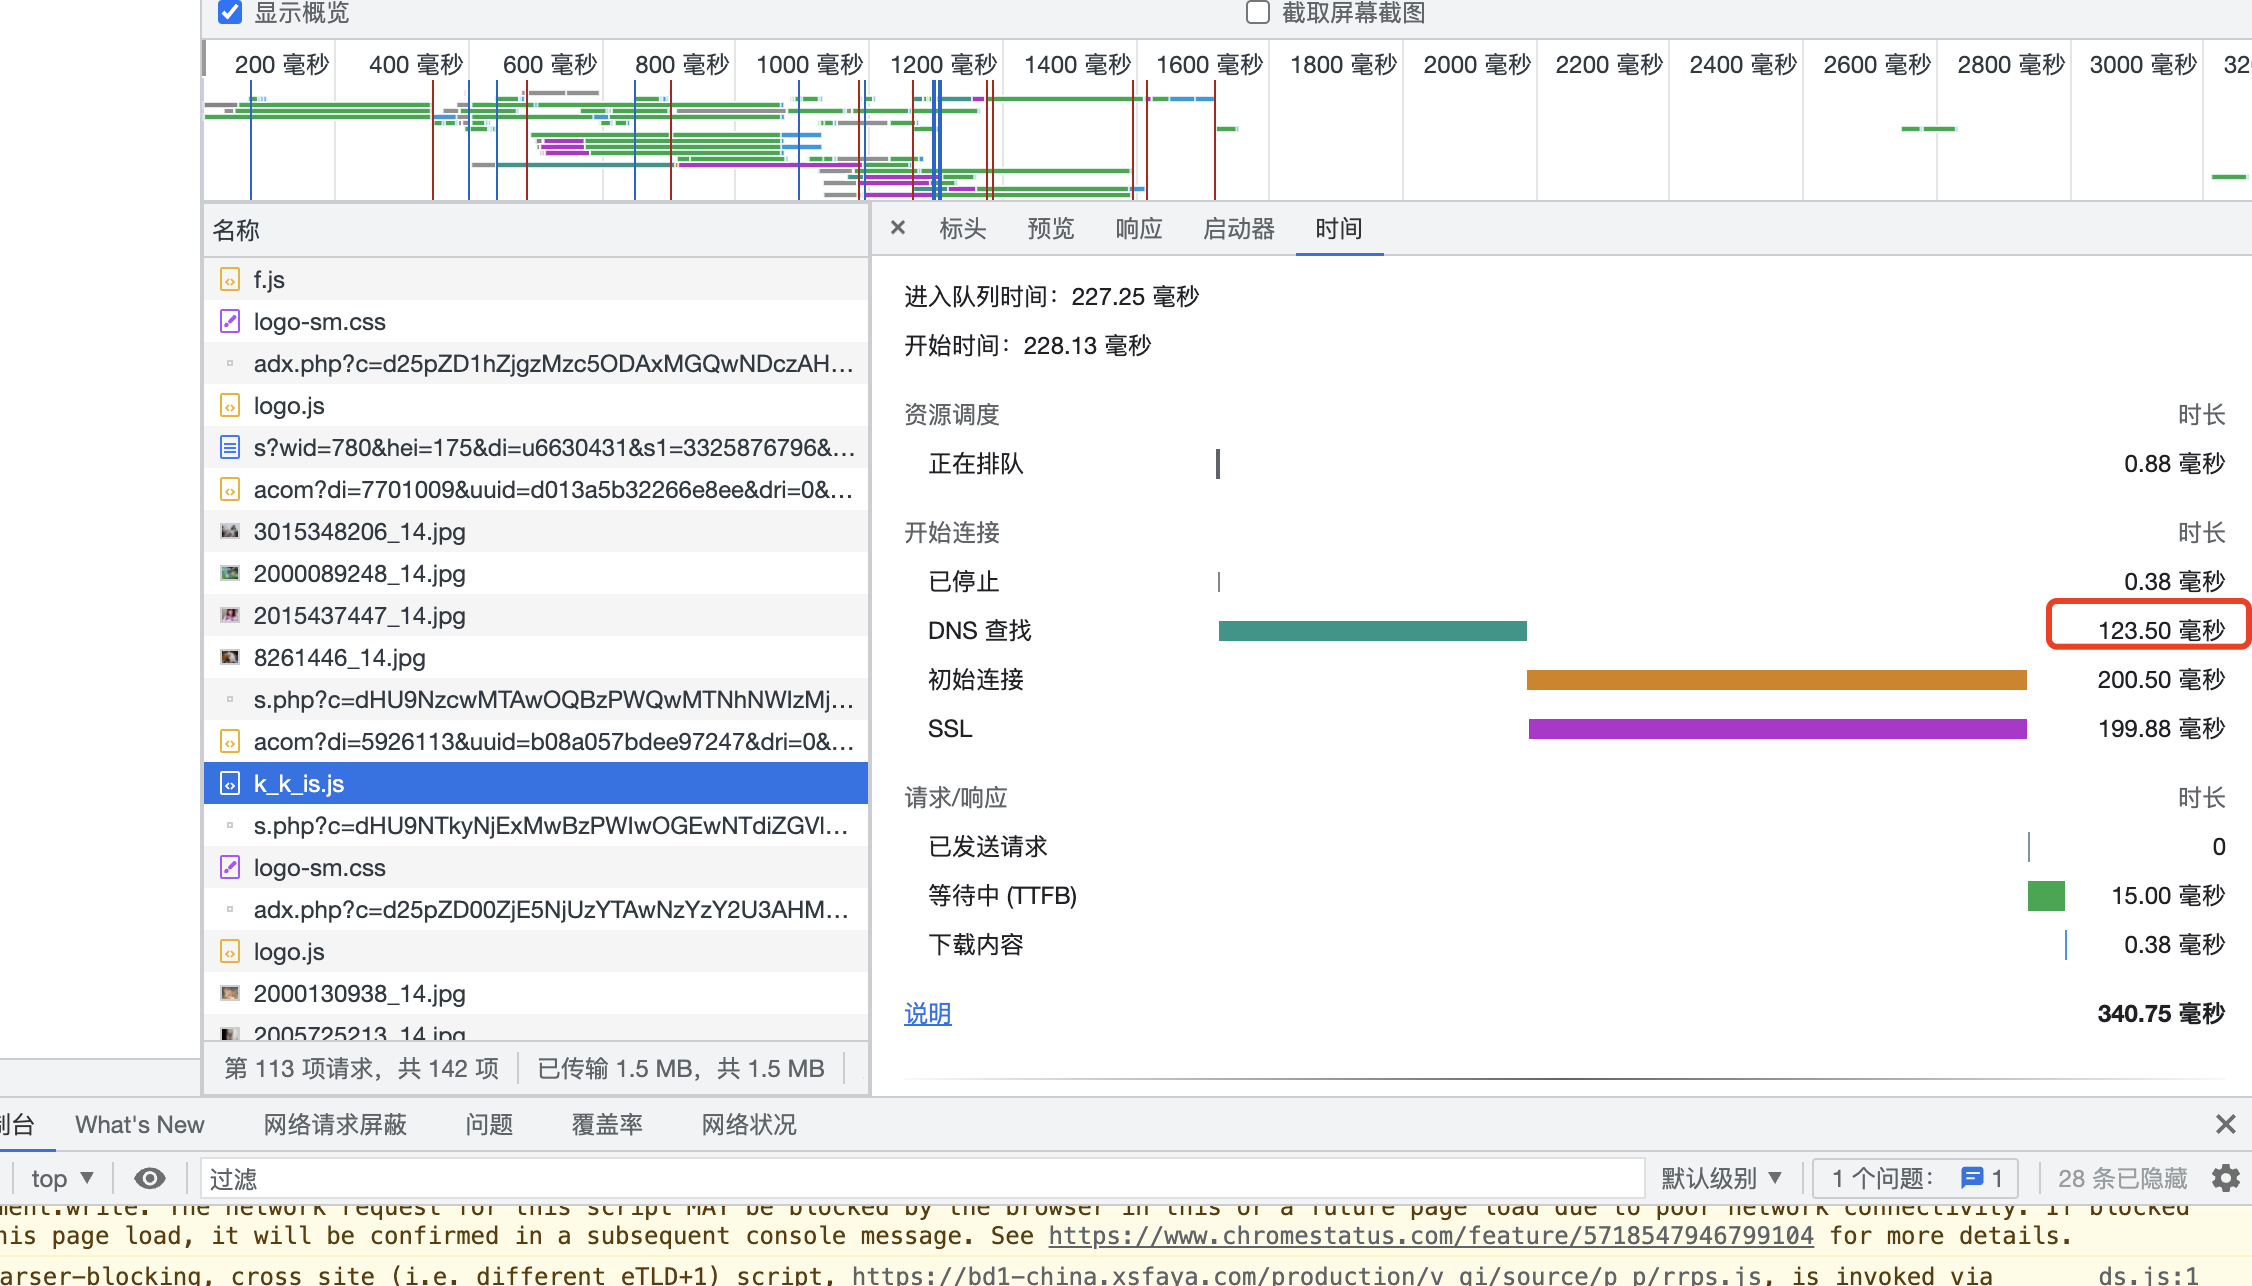 显示概览
截取屏幕截图
200 毫秒 400 毫秒 600 毫秒 800 毫秒 1000 毫秒 1200 毫秒 1400 毫秒 1600 毫秒 1800 毫秒 2000 毫秒 2200 毫秒 2400 毫秒 2600 毫秒 2800 毫秒 3000 毫秒 32
名称
f.js
logo-sm.css
adx.php?c=d25pZD1hZjgzMzc5ODAxMGQwNDczAH…
logo.js
s?wid=780&hei=175&di=u6630431&s1=3325876796&…
acom?di=7701009&uuid=d013a5b32266e8ee&dri=0&…
3015348206_14.jpg
2000089248_14.jpg
2015437447_14.jpg
8261446_14.jpg
s.php?c=dHU9NzcwMTAwOQBzPWQwMTNhNWIzMj…
acom?di=5926113&uuid=b08a057bdee97247&dri=0&…
k_k_is.js
s.php?c=dHU9NTkyNjExMwBzPWIwOGEwNTdiZGVl…
logo-sm.css
adx.php?c=d25pZD00ZjE5NjUzYTAwNzYzY2U3AHM…
logo.js
2000130938_14.jpg
2005725213_14.jpg
第 113 项请求，共 142 项
已传输 1.5 MB，共 1.5 MB
× 标头 预览 响应 启动器 时间
进入队列时间：227.25 毫秒
开始时间：228.13 毫秒
资源调度 时长
正在排队 0.88 毫秒
开始连接 时长
已停止 0.38 毫秒
DNS 查找 123.50 毫秒
初始连接 200.50 毫秒
SSL 199.88 毫秒
请求/响应 时长
已发送请求 0
等待中 (TTFB) 15.00 毫秒
下载内容 0.38 毫秒
说明 340.75 毫秒
制台 What's New 网络请求屏蔽 问题 覆盖率 网络状况
top ▼ 过滤 默认级别 ▼ 1 个问题： 1 28 条已隐藏
ment.write. The network request for this script MAY be blocked by the browser in this or a future page load due to poor network connectivity. If blocked
his page load, it will be confirmed in a subsequent console message. See https://www.chromestatus.com/feature/5718547946799104 for more details.
arser-blocking, cross site (i.e. different eTLD+1) script, https://bd1-china.xsfaya.com/production/v_gi/source/p_p/rrps.js, is invoked via ds.js:1